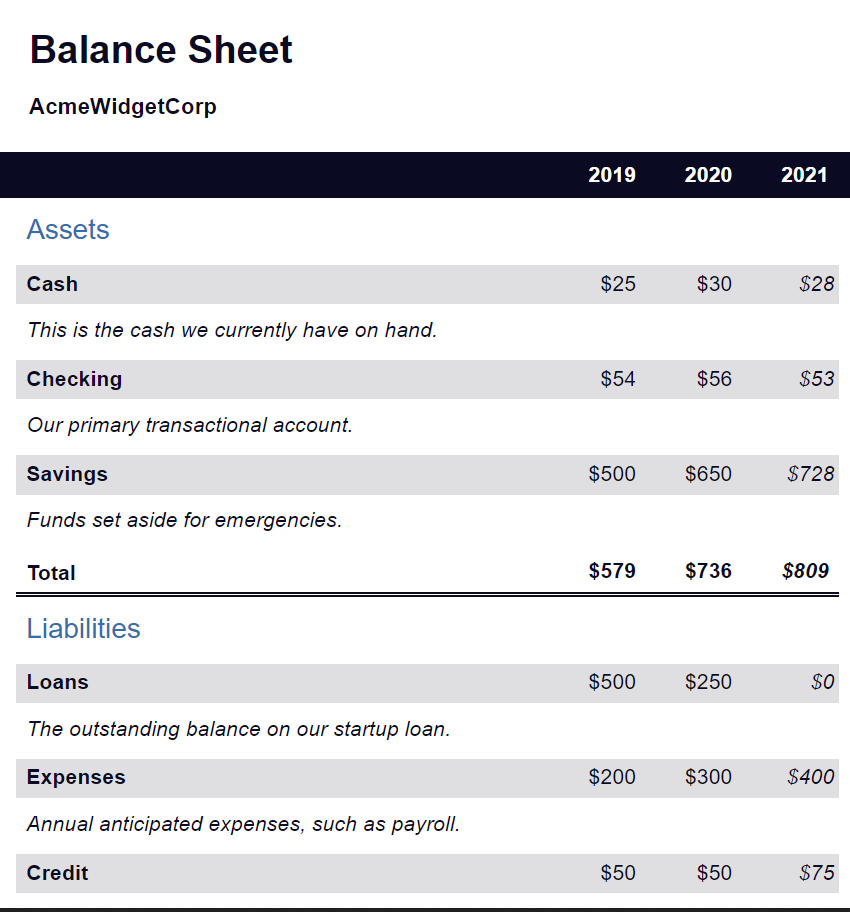 Balance Sheet
AcmeWidgetCorp
2019 2020 2021
Assets
Cash $25 $30 $28
This is the cash we currently have on hand.
Checking $54 $56 $53
Our primary transactional account.
Savings $500 $650 $728
Funds set aside for emergencies.
Total $579 $736 $809
Liabilities
Loans $500 $250 $0
The outstanding balance on our startup loan.
Expenses $200 $300 $400
Annual anticipated expenses, such as payroll.
Credit $50 $50 $75